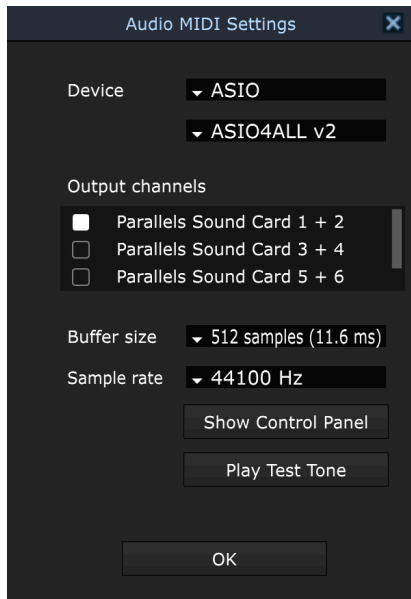 Audio MIDI Settings
Device
ASIO
ASIO4ALL v2
Output channels
Parallels Sound Card 1 + 2
Parallels Sound Card 3 + 4
Parallels Sound Card 5 + 6
Buffer size 512 samples (11.6 ms)
Sample rate 44100 Hz
Show Control Panel
Play Test Tone
OK